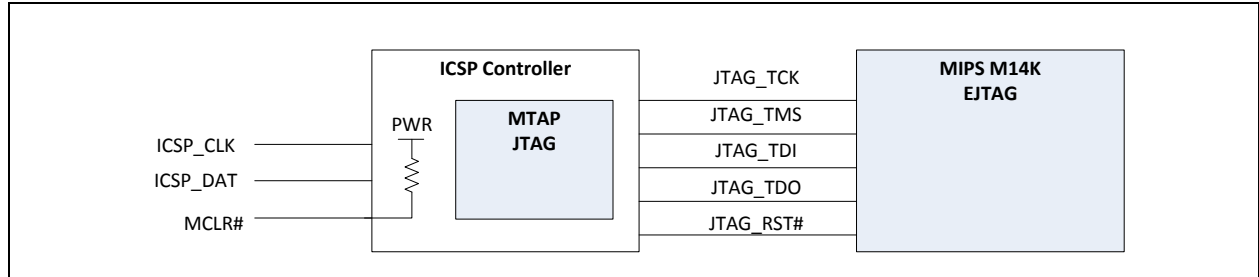 ICSP Controller
MIPS M14K
EJTAG
JTAG_TCK
MTAP
JTAG
PWR
JTAG_TMS
ICSP_CLK
JTAG_TDI
ICSP_DAT
JTAG_TDO
MCLR#
JTAG_RST#